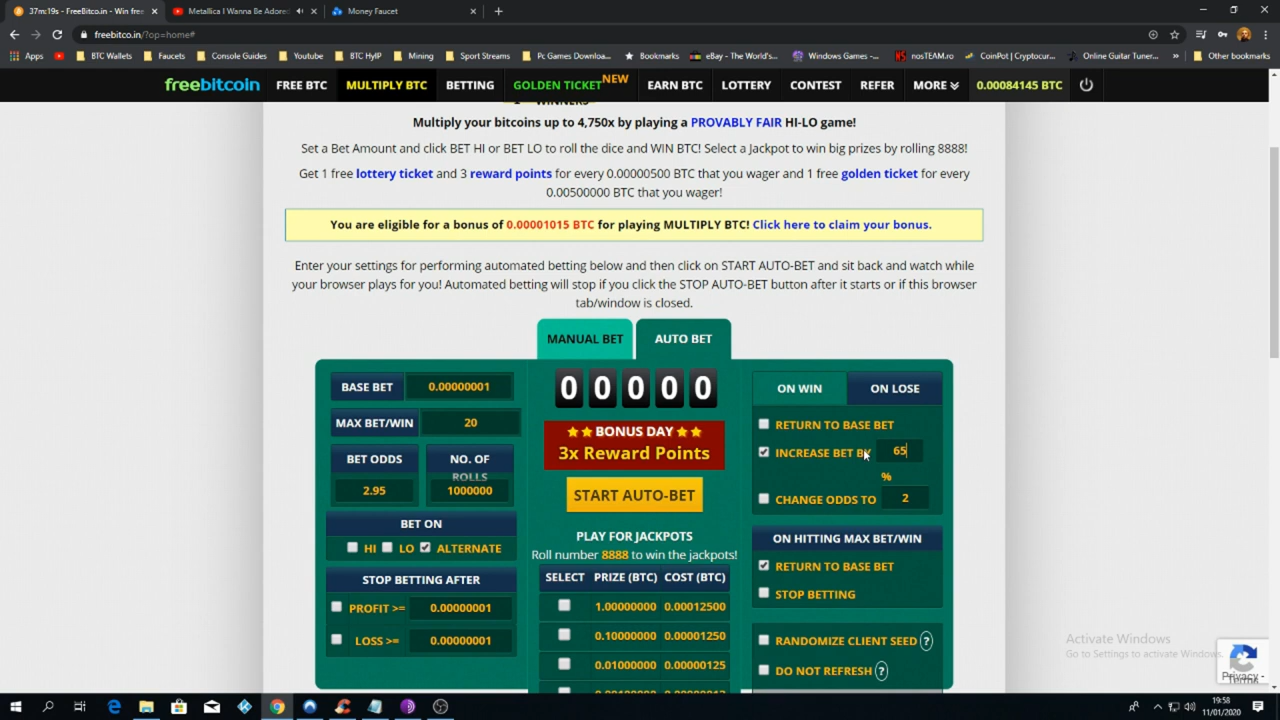 37m:19s - FreeBitco.in - Win free
Metallica I Wanna Be Adored
Money Faucet
freebitco.in/?op=home#
Apps
BTC Wallets
Faucets
Console Guides
Youtube
BTC HyIP
Mining
Sport Streams
Pc Games Downloa...
Bookmarks
eBay - The World's...
Windows Games -...
nosTEAM.ro
CoinPot | Cryptocur...
Online Guitar Tuner...
»
Other bookmarks
freebitcoin
FREE BTC
MULTIPLY BTC
BETTING
GOLDEN TICKET NEW
EARN BTC
LOTTERY
CONTEST
REFER
MORE
0.00084145 BTC
WINNERS
Multiply your bitcoins up to 4,750x by playing a PROVABLY FAIR HI-LO game!
Set a Bet Amount and click BET HI or BET LO to roll the dice and WIN BTC! Select a Jackpot to win big prizes by rolling 8888!
Get 1 free lottery ticket and 3 reward points for every 0.00000500 BTC that you wager and 1 free golden ticket for every
0.00500000 BTC that you wager!
You are eligible for a bonus of 0.00001015 BTC for playing MULTIPLY BTC! Click here to claim your bonus.
Enter your settings for performing automated betting below and then click on START AUTO-BET and sit back and watch while
your browser plays for you! Automated betting will stop if you click the STOP AUTO-BET button after it starts or if this browser
tab/window is closed.
MANUAL BET
AUTO BET
BASE BET
0.00000001
MAX BET/WIN
20
BET ODDS
2.95
NO. OF
ROLLS
1000000
BET ON
HI
LO
ALTERNATE
STOP BETTING AFTER
PROFIT >=
0.00000001
LOSS >=
0.00000001
0 0 0 0 0
BONUS DAY
3x Reward Points
START AUTO-BET
PLAY FOR JACKPOTS
Roll number 8888 to win the jackpots!
SELECT PRIZE (BTC) COST (BTC)
1.00000000 0.00012500
0.10000000 0.00001250
0.01000000 0.00000125
ON WIN
ON LOSE
RETURN TO BASE BET
INCREASE BET BY
65
%
CHANGE ODDS TO
2
ON HITTING MAX BET/WIN
RETURN TO BASE BET
STOP BETTING
RANDOMIZE CLIENT SEED ?
DO NOT REFRESH ?
Activate Windows
Go to Settings to activate Windows.
Privacy - Terms
19:58
11/01/2020